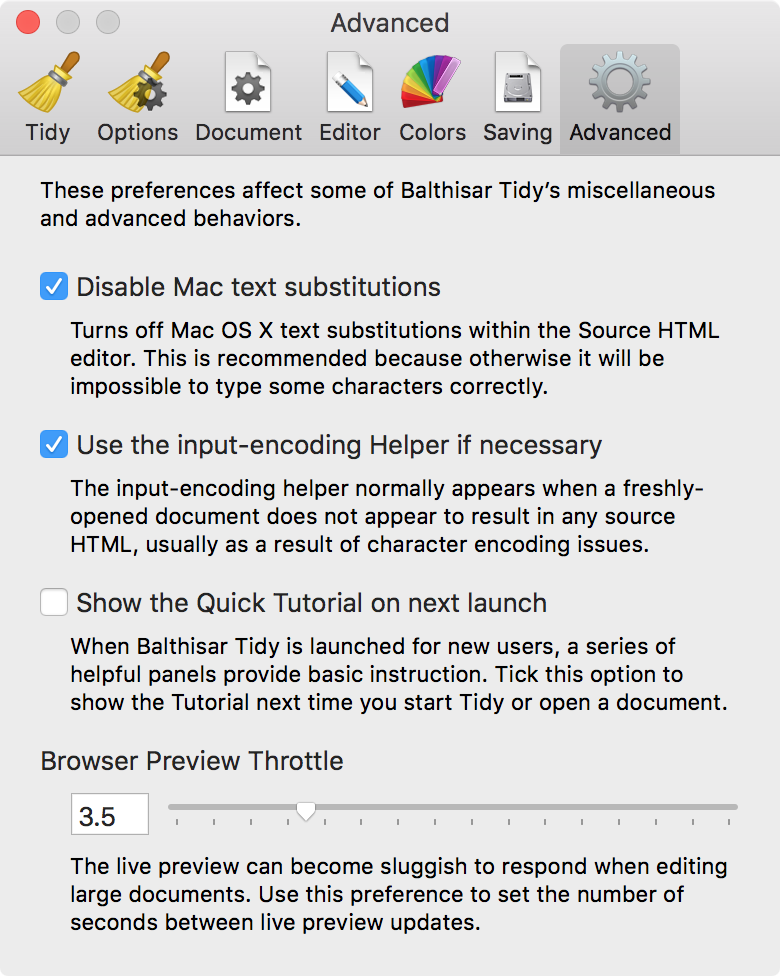 Advanced
Tidy Options Document Editor Colors Saving Advanced
These preferences affect some of Balthisar Tidy’s miscellaneous
and advanced behaviors.
Disable Mac text substitutions
Turns off Mac OS X text substitutions within the Source HTML
editor. This is recommended because otherwise it will be
impossible to type some characters correctly.
Use the input-encoding Helper if necessary
The input-encoding helper normally appears when a freshly-
opened document does not appear to result in any source
HTML, usually as a result of character encoding issues.
Show the Quick Tutorial on next launch
When Balthisar Tidy is launched for new users, a series of
helpful panels provide basic instruction. Tick this option to
show the Tutorial next time you start Tidy or open a document.
Browser Preview Throttle
3.5
The live preview can become sluggish to respond when editing
large documents. Use this preference to set the number of
seconds between live preview updates.